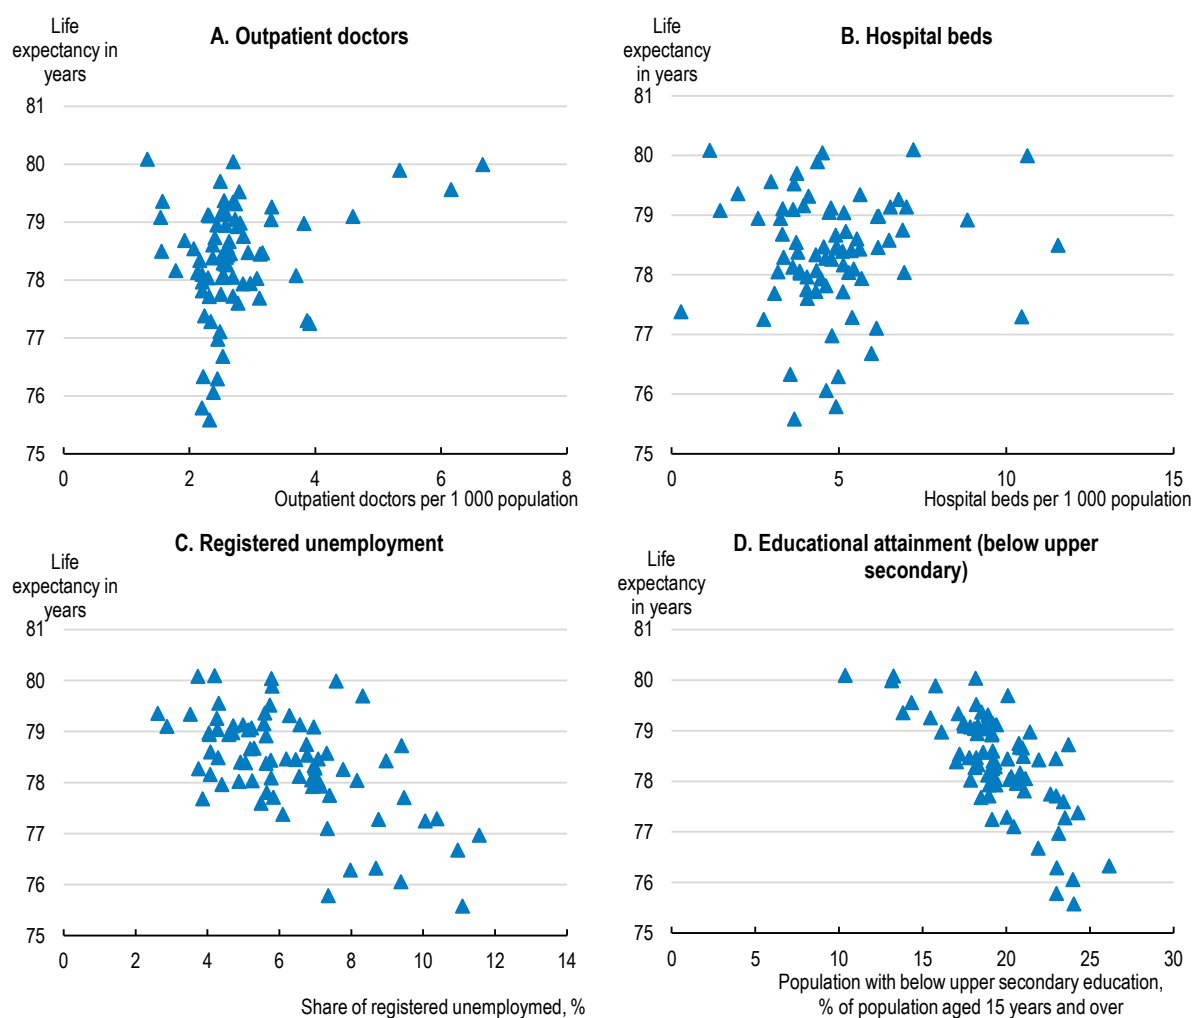 Life
expectancy in
years
A. Outpatient doctors
81
80
79
78
77
76
75
0
2
4
6
8
Outpatient doctors per 1 000 population
Life
expectancy
in years
B. Hospital beds
81
80
79
78
77
76
75
0
5
10
15
Hospital beds per 1 000 population
Life
expectancy in
years
C. Registered unemployment
81
80
79
78
77
76
75
0
2
4
6
8
10
12
14
Share of registered unemploymed, %
Life
expectancy
in years
D. Educational attainment (below upper
secondary)
81
80
79
78
77
76
75
0
5
10
15
20
25
30
Population with below upper secondary education,
% of population aged 15 years and over